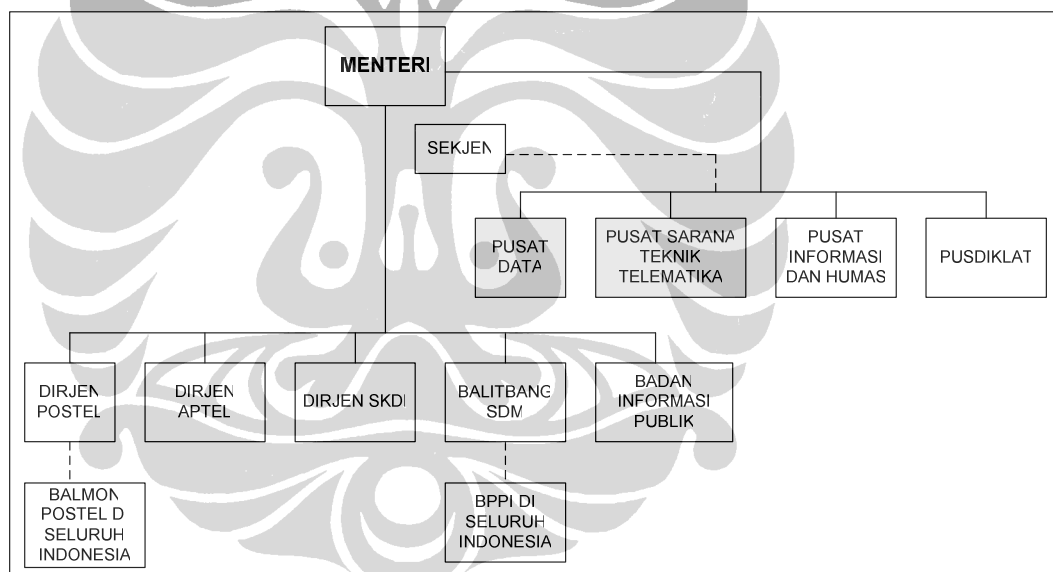 MENTERI
SEKJEN
PUSAT
DATA
PUSAT SARANA
TEKNIK
TELEMATIKA
PUSAT
INFORMASI
DAN HUMAS
PUSDIKLAT
DIRJEN
POSTEL
DIRJEN
APTEL
DIRJEN SKDI
BALITBANG
SDM
BADAN
INFORMASI
PUBLIK
BALMON
POSTEL DI
SELURUH
INDONESIA
BPPI DI
SELURUH
INDONESIA